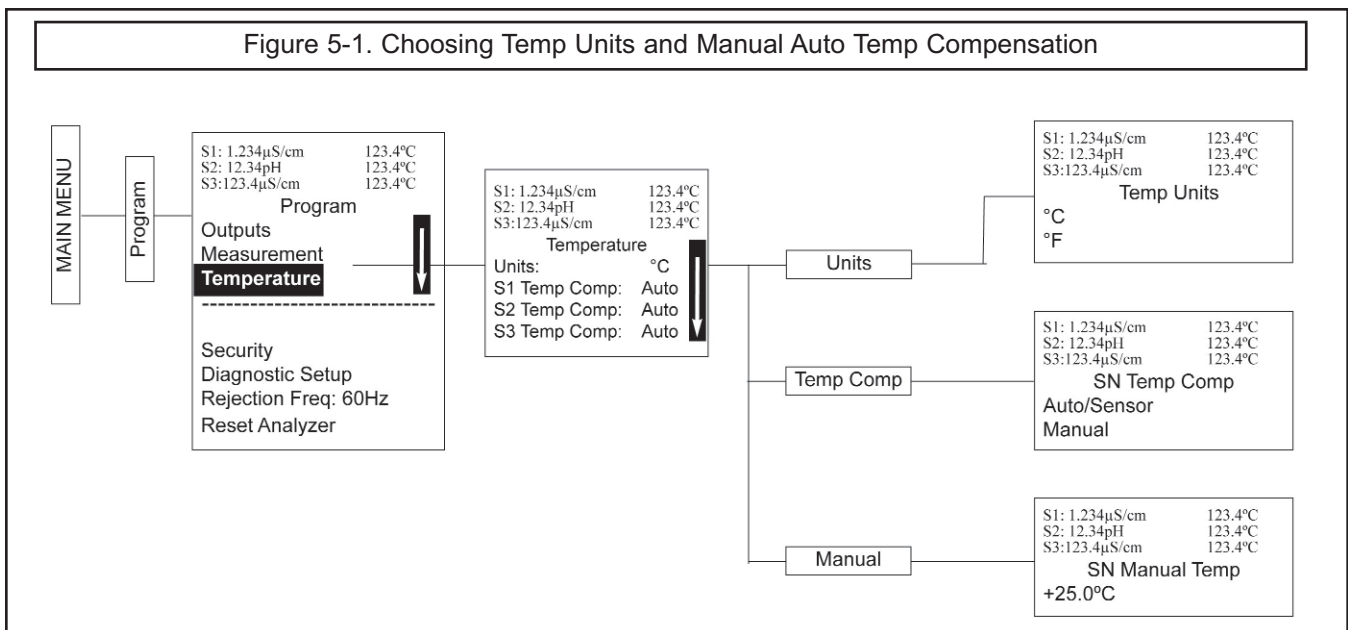 Figure 5-1. Choosing Temp Units and Manual Auto Temp Compensation
MAIN MENU
Program
S1: 1.234µS/cm 123.4ºC
S2: 12.34pH 123.4ºC
S3:123.4µS/cm 123.4ºC
Program
Outputs
Measurement
Temperature
----------------------------------------
Security
Diagnostic Setup
Rejection Freq: 60Hz
Reset Analyzer
S1: 1.234µS/cm 123.4ºC
S2: 12.34pH 123.4ºC
S3:123.4µS/cm 123.4ºC
Temperature
Units: °C
S1 Temp Comp: Auto
S2 Temp Comp: Auto
S3 Temp Comp: Auto
Units
S1: 1.234µS/cm 123.4ºC
S2: 12.34pH 123.4ºC
S3:123.4µS/cm 123.4ºC
Temp Units
°C
°F
Temp Comp
S1: 1.234µS/cm 123.4ºC
S2: 12.34pH 123.4ºC
S3:123.4µS/cm 123.4ºC
SN Temp Comp
Auto/Sensor
Manual
Manual
S1: 1.234µS/cm 123.4ºC
S2: 12.34pH 123.4ºC
S3:123.4µS/cm 123.4ºC
SN Manual Temp
+25.0ºC